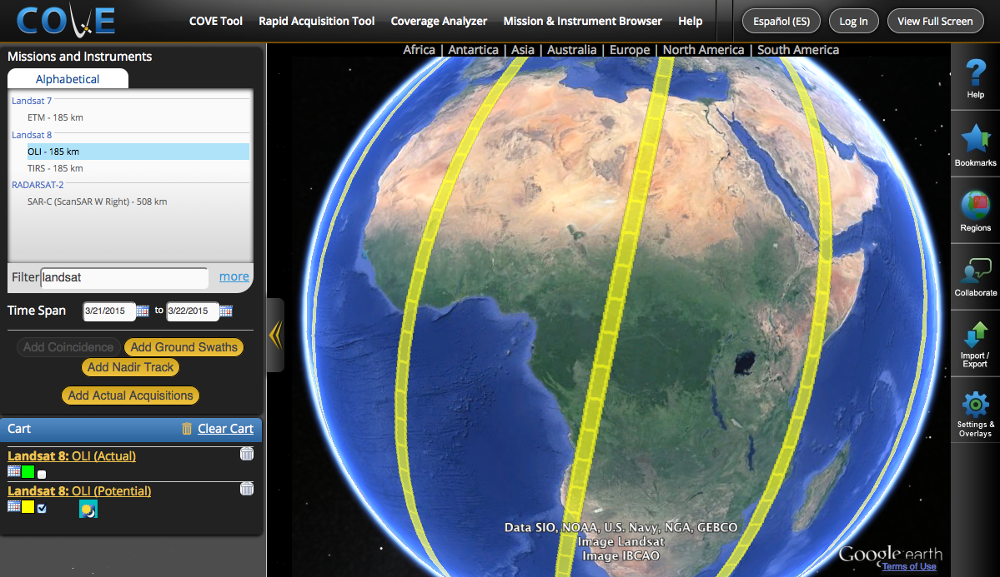 COVE
COVE Tool
Rapid Acquisition Tool
Coverage Analyzer
Mission & Instrument Browser
Help
Español (ES)
Log In
View Full Screen
Missions and Instruments
Alphabetical
Landsat 7
ETM - 185 km
Landsat 8
OLI - 185 km
TIRS - 185 km
RADARSAT-2
SAR-C (ScanSAR W Right) - 508 km
Filter landsat more
Time Span 3/21/2015 to 3/22/2015
Add Coincidence Add Ground Swaths
Add Nadir Track
Add Actual Acquisitions
Cart Clear Cart
Landsat 8: OLI (Actual)
Landsat 8: OLI (Potential)
Africa | Antartica | Asia | Australia | Europe | North America | South America
Data SIO, NOAA, U.S. Navy, NGA, GEBCO
Image Landsat
Image IBCAO
Google earth
Terms of Use
?
Help
Bookmarks
Regions
Collaborate
Import /
Export
Settings &
Overlays